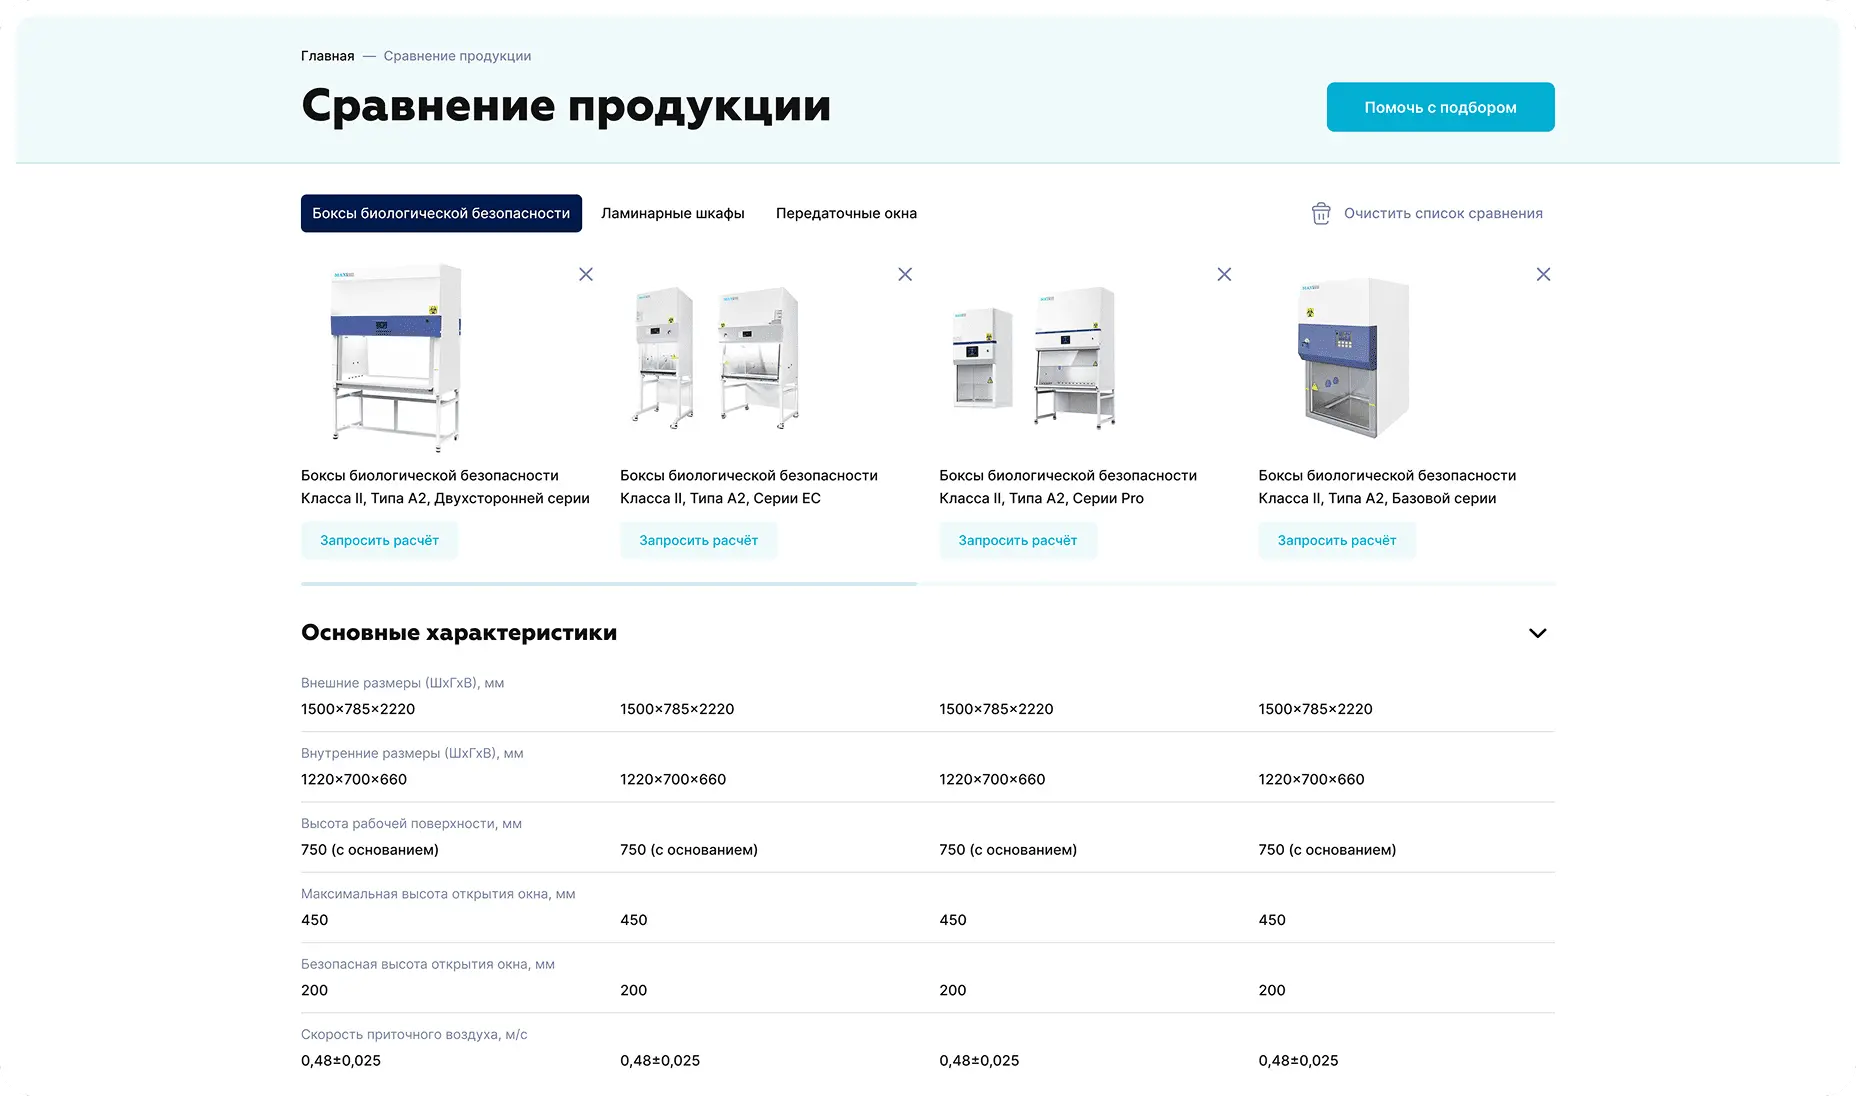 Главная — Сравнение продукции
Сравнение продукции
Помочь с подбором
Боксы биологической безопасности
Ламинарные шкафы
Передаточные окна
Очистить список сравнения
Боксы биологической безопасности
Класса II, Типа А2, Двухсторонней серии
Запросить расчёт
Боксы биологической безопасности
Класса II, Типа А2, Серии ЕС
Запросить расчёт
Боксы биологической безопасности
Класса II, Типа А2, Серии Pro
Запросить расчёт
Боксы биологической безопасности
Класса II, Типа А2, Базовой серии
Запросить расчёт
Основные характеристики
Внешние размеры (ШхГхВ), мм
1500×785×2220 1500×785×2220 1500×785×2220 1500×785×2220
Внутренние размеры (ШхГхВ), мм
1220×700×660 1220×700×660 1220×700×660 1220×700×660
Высота рабочей поверхности, мм
750 (с основанием) 750 (с основанием) 750 (с основанием) 750 (с основанием)
Максимальная высота открытия окна, мм
450 450 450 450
Безопасная высота открытия окна, мм
200 200 200 200
Скорость приточного воздуха, м/с
0,48±0,025 0,48±0,025 0,48±0,025 0,48±0,025